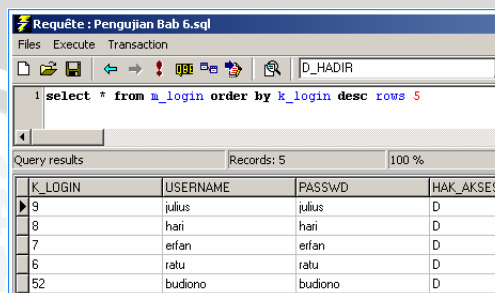 Requête : Pengujian Bab 6.sql
Files Execute Transaction
QBE D_HADIR
1 select * from m_login order by k_login desc rows 5
Query results Records: 5 100 %
K_LOGIN USERNAME PASSWD HAK_AKSES
9 julius julius D
8 hari hari D
7 erfan erfan D
6 ratu ratu D
52 budiono budiono D